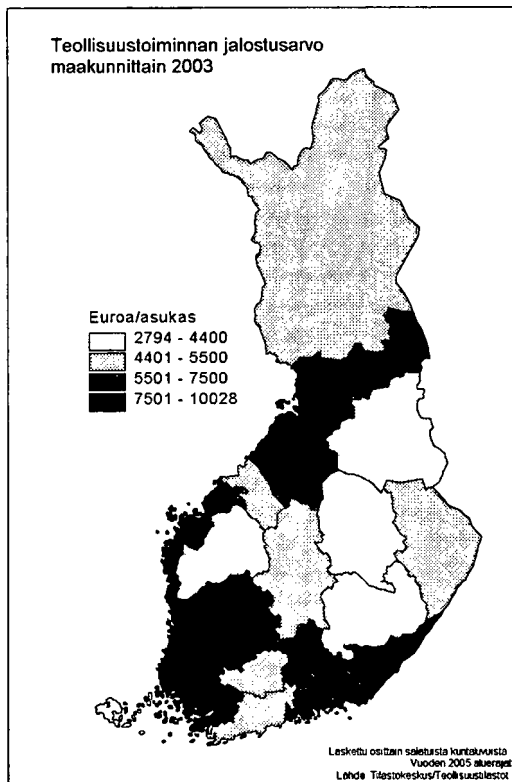 Teollisuustoiminnan jalostusarvo
maakunnittain 2003
Euroa/asukas
2794 - 4400
4401 - 5500
5501 - 7500
7501 - 10028
Laskettu osittain salatuista kuntaluvuista
Vuoden 2005 aluerajat
Lähde Tilastokeskus/Teollisuustilastot